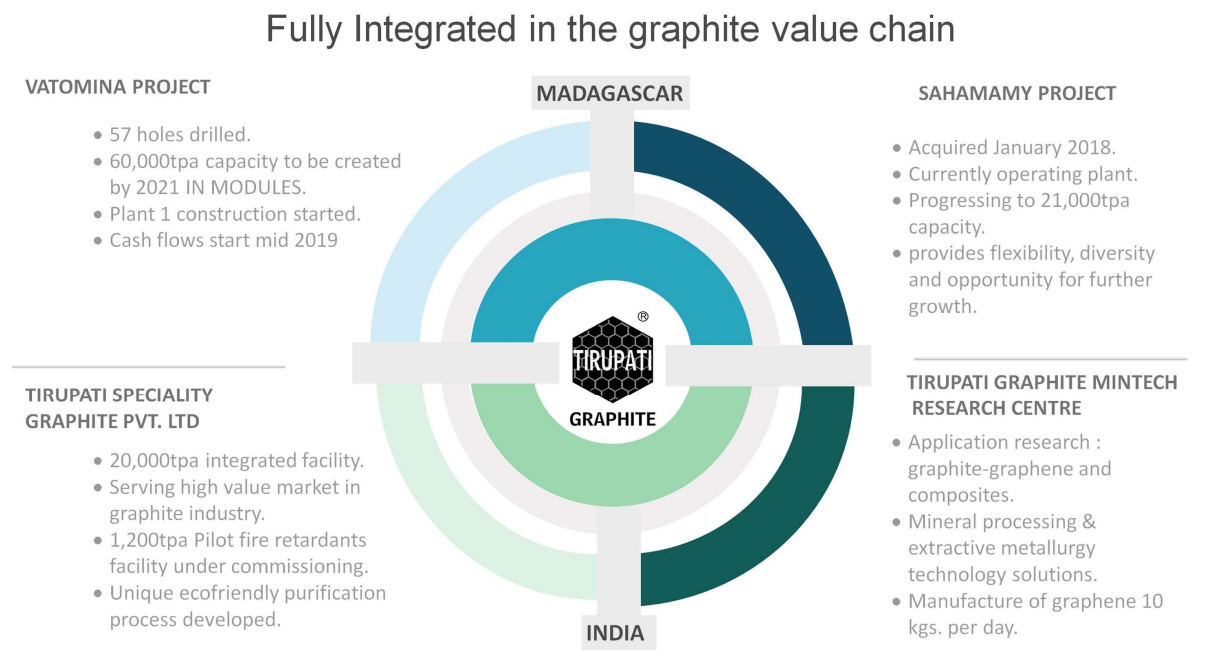 Fully Integrated in the graphite value chain
VATOMINA PROJECT
• 57 holes drilled.
• 60,000tpa capacity to be created
by 2021 IN MODULES.
• Plant 1 construction started.
• Cash flows start mid 2019
MADAGASCAR
SAHAMAMY PROJECT
• Acquired January 2018.
• Currently operating plant.
• Progressing to 21,000tpa
capacity.
• provides flexibility, diversity
and opportunity for further
growth.
®
TIRUPATI
GRAPHITE
TIRUPATI SPECIALITY
GRAPHITE PVT. LTD
• 20,000tpa integrated facility.
• Serving high value market in
graphite industry.
• 1,200tpa Pilot fire retardants
facility under commissioning.
• Unique ecofriendly purification
process developed.
TIRUPATI GRAPHITE MINTECH
RESEARCH CENTRE
• Application research :
graphite-graphene and
composites.
• Mineral processing &
extractive metallurgy
technology solutions.
• Manufacture of graphene 10
kgs. per day.
INDIA